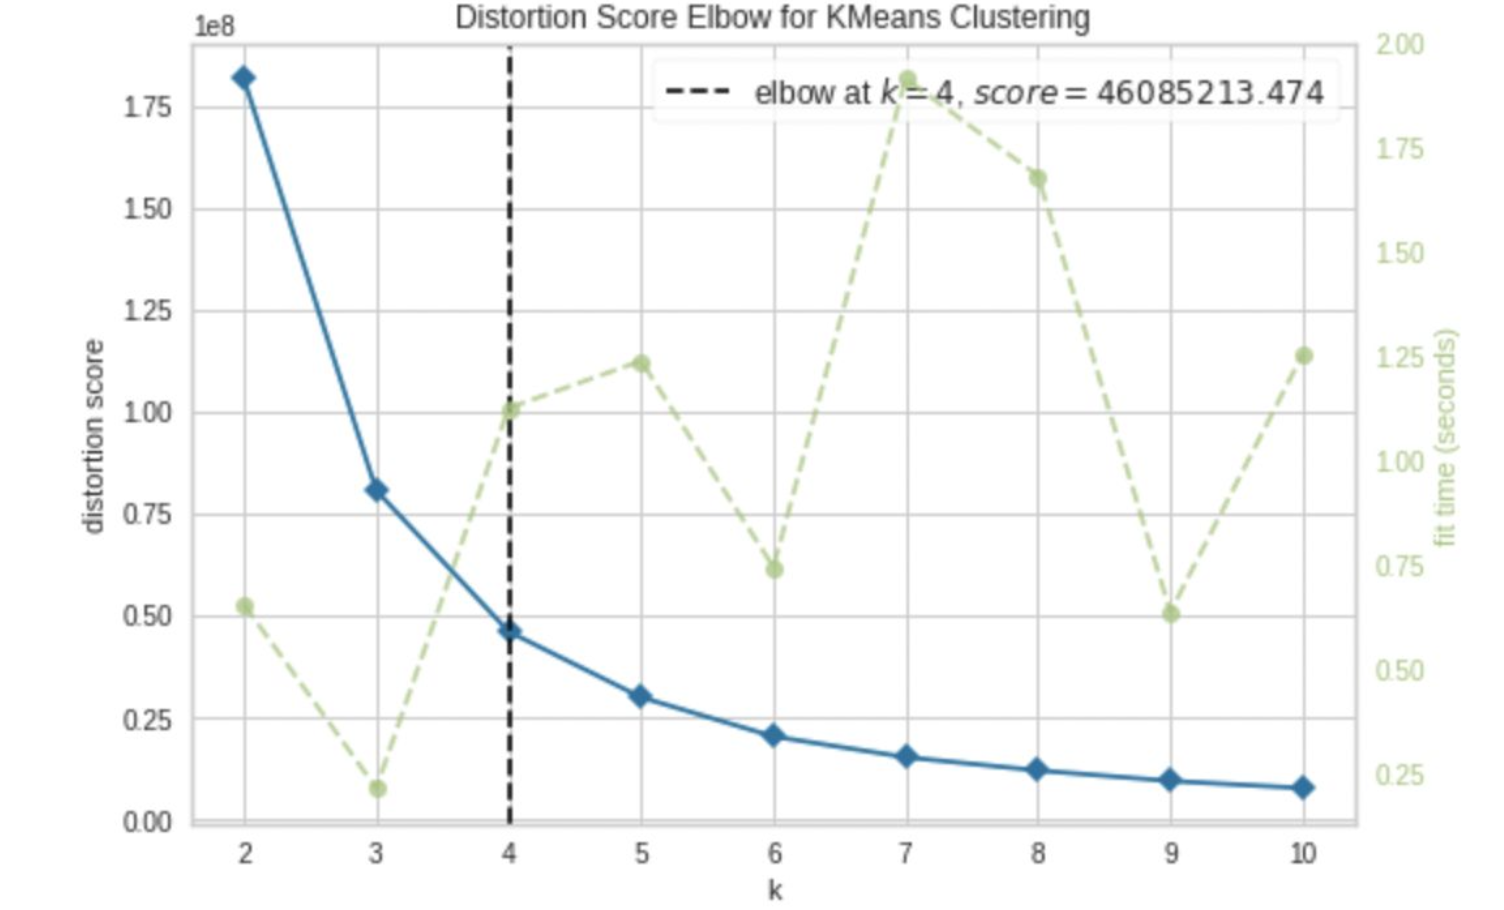 Distortion Score Elbow for KMeans Clustering
1e8
elbow at k = 4, score = 46085213.474
1.75
1.50
1.25
1.00
0.75
0.50
0.25
0.00
distortion score
2 3 4 5 6 7 8 9 10
k
2.00
1.75
1.50
1.25
1.00
0.75
0.50
0.25
fit time (seconds)